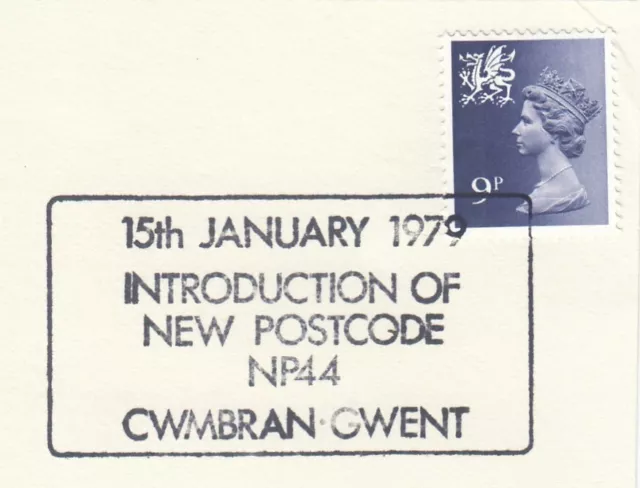 9P
15th JANUARY 1979
INTRODUCTION OF
NEW POSTCODE
NP44
CWMBRAN·GWENT